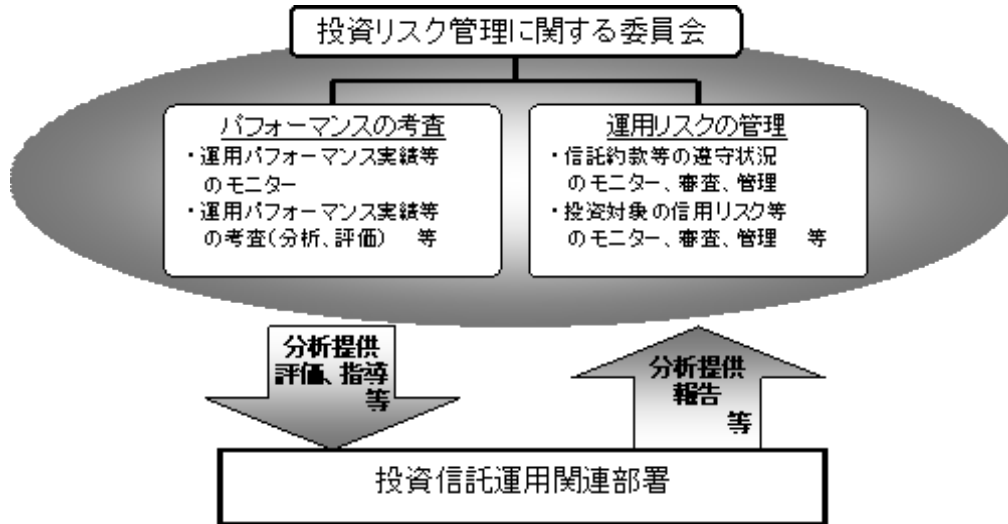 投資リスク管理に関する委員会
パフォーマンスの考査
・運用パフォーマンス実績等
のモニター
・運用パフォーマンス実績等
の考査(分析、評価) 等
運用リスクの管理
・信託約款等の遵守状況
のモニター、審査、管理
・投資対象の信用リスク等
のモニター、審査、管理 等
分析提供
評価、指導
等
分析提供
報告
等
投資信託運用関連部署